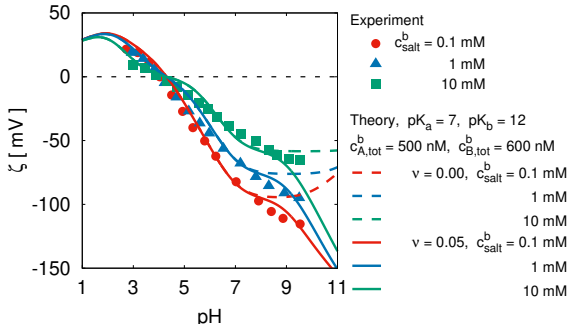 50
0
-50
-100
-150
ζ [ mV ]
1 3 5 7 9 11
pH
Experiment
c^b_salt = 0.1 mM
1 mM
10 mM
Theory, pK_a = 7, pK_b = 12
c^b_A,tot = 500 nM, c^b_B,tot = 600 nM
ν = 0.00, c^b_salt = 0.1 mM
1 mM
10 mM
ν = 0.05, c^b_salt = 0.1 mM
1 mM
10 mM